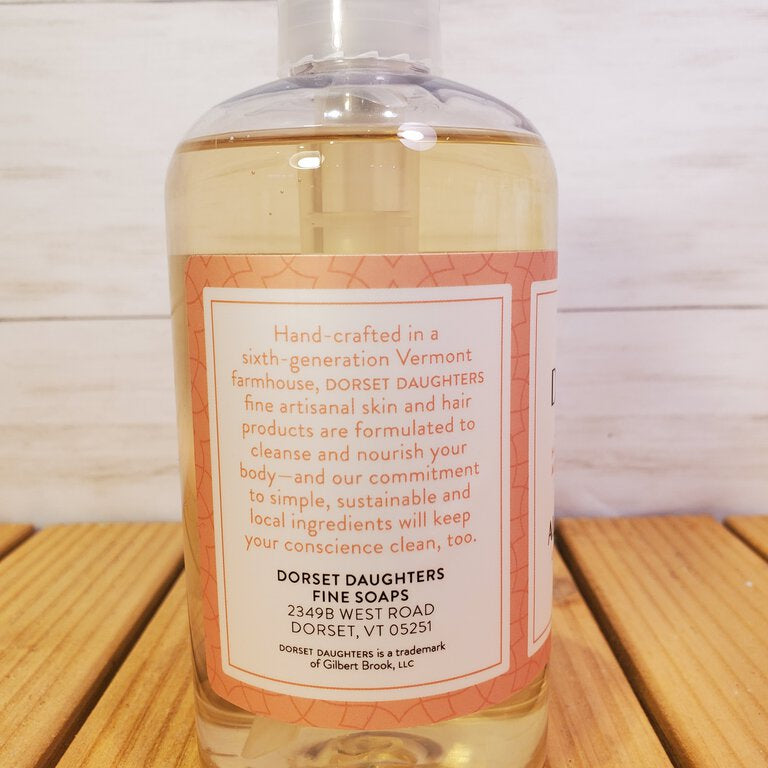 Hand-crafted in a
sixth-generation Vermont
farmhouse, DORSET DAUGHTERS
fine artisanal skin and hair
products are formulated to
cleanse and nourish your
body—and our commitment
to simple, sustainable and
local ingredients will keep
your conscience clean, too.
DORSET DAUGHTERS
FINE SOAPS
2349B WEST ROAD
DORSET, VT 05251
DORSET DAUGHTERS is a trademark
of Gilbert Brook, LLC